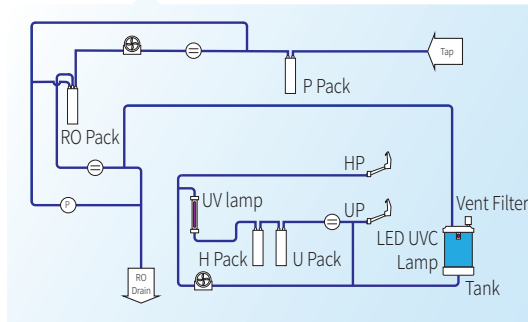 Tap
P Pack
RO Pack
HP
UV lamp
UP
Vent Filter
LED UVC
Lamp
P
H Pack
U Pack
RO
Drain
Tank